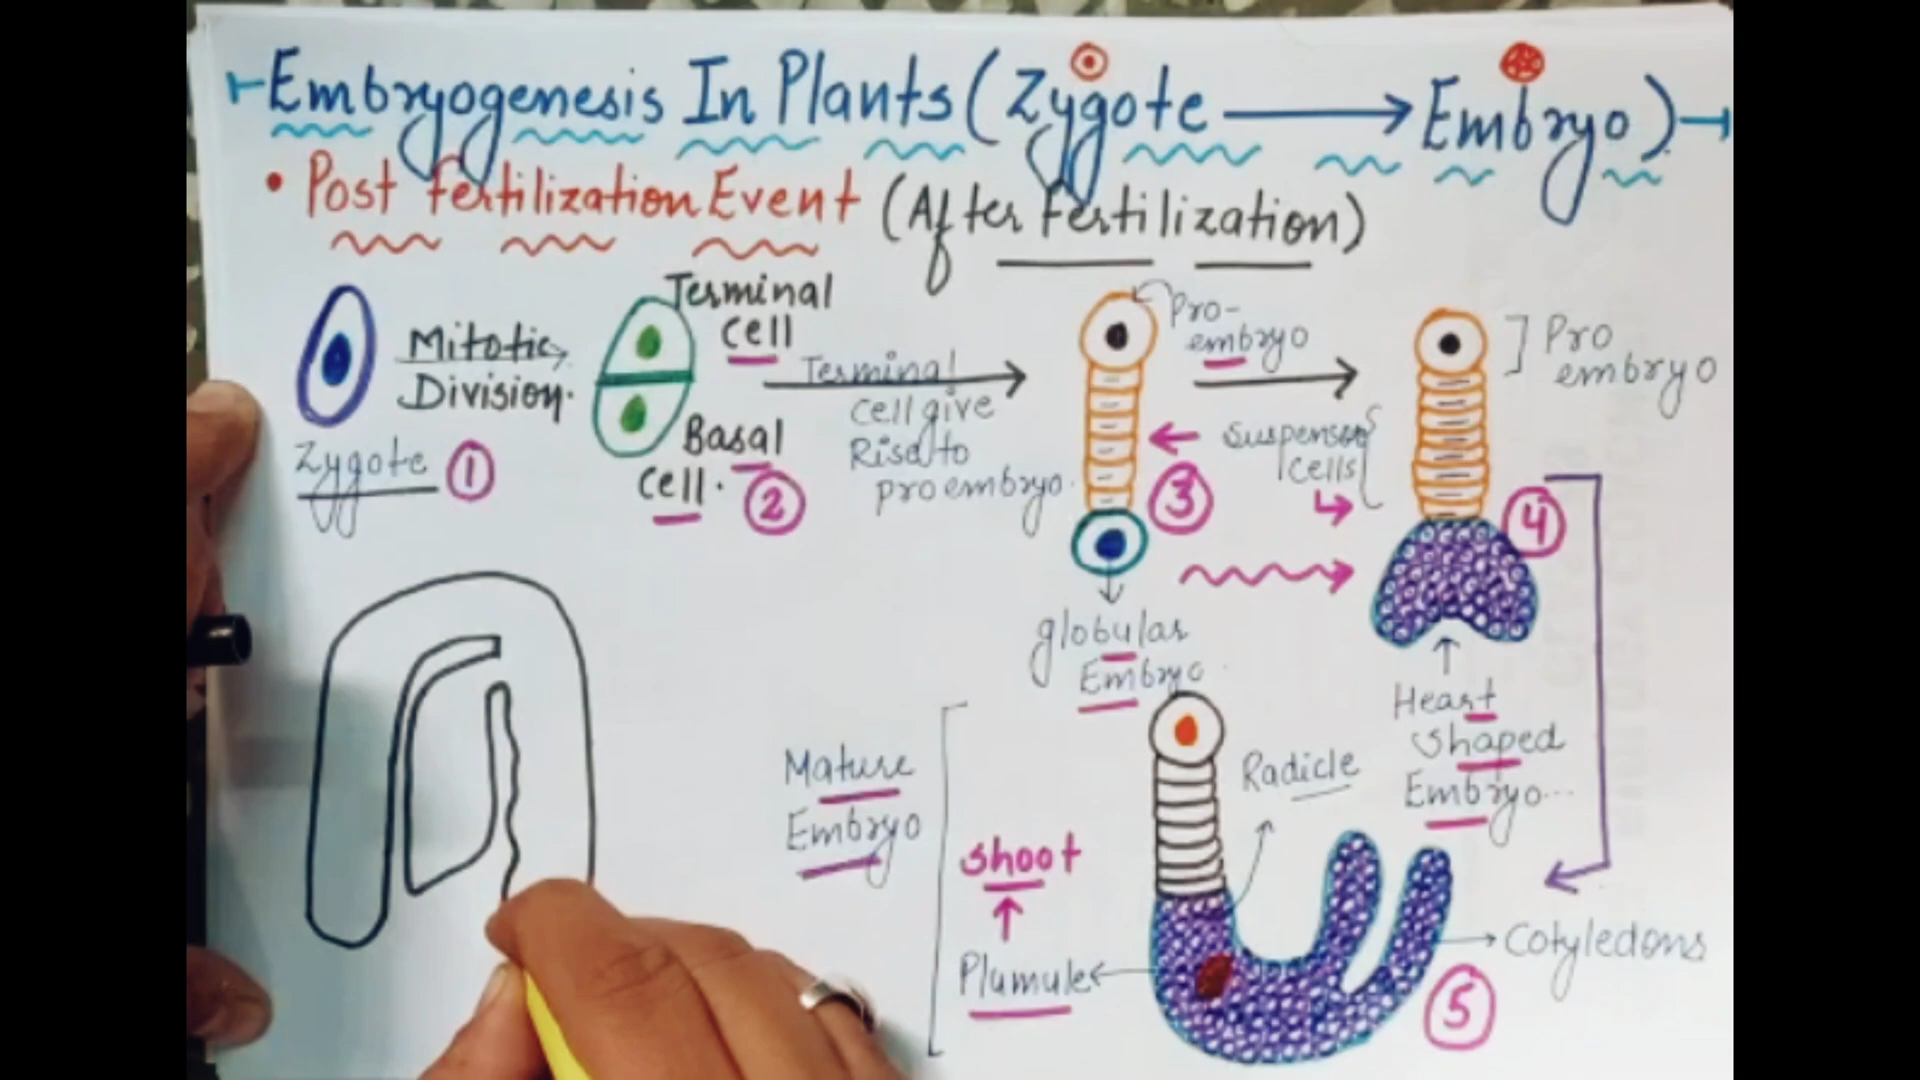 Embryogenesis In Plants (Zygote → Embryo)
• Post fertilization Event (After Fertilization)
Terminal
Cell
Mitotic
Division.
Basal
Cell.
Zygote ①
②
Terminal
Cell give
Rise to
proembryo.
Pro-
embryo
③
Suspensor
Cells
Pro
embryo
④
globular
Embryo
Heart
Shaped
Embryo...
Mature
Embryo
Radicle
Shoot
Plumule
Cotyledons
⑤